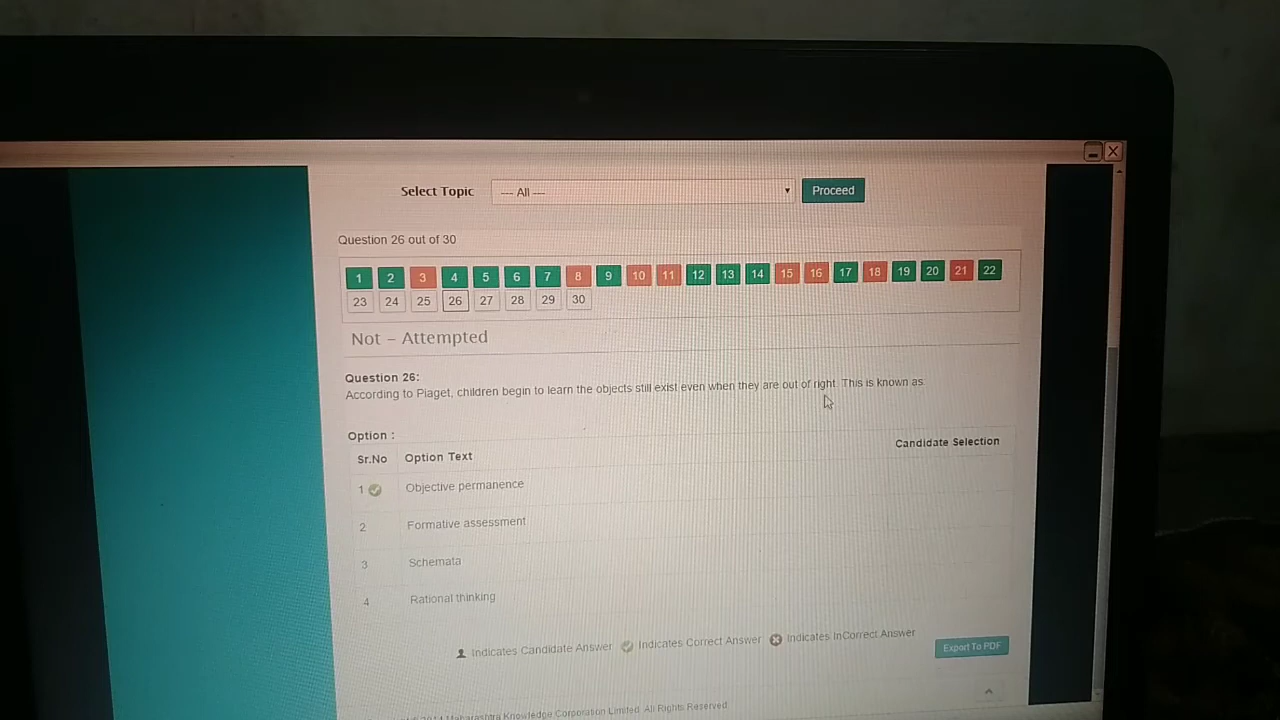 Select Topic --- All --- Proceed
Question 26 out of 30
1 2 3 4 5 6 7 8 9 10 11 12 13 14 15 16 17 18 19 20 21 22
23 24 25 26 27 28 29 30
Not - Attempted
Question 26:
According to Piaget, children begin to learn the objects still exist even when they are out of right. This is known as:
Option :
Sr.No Option Text Candidate Selection
1 Objective permanence
2 Formative assessment
3 Schemata
4 Rational thinking
Indicates Candidate Answer Indicates Correct Answer Indicates InCorrect Answer
Export To PDF
2014 Maharashtra Knowledge Corporation Limited. All Rights Reserved